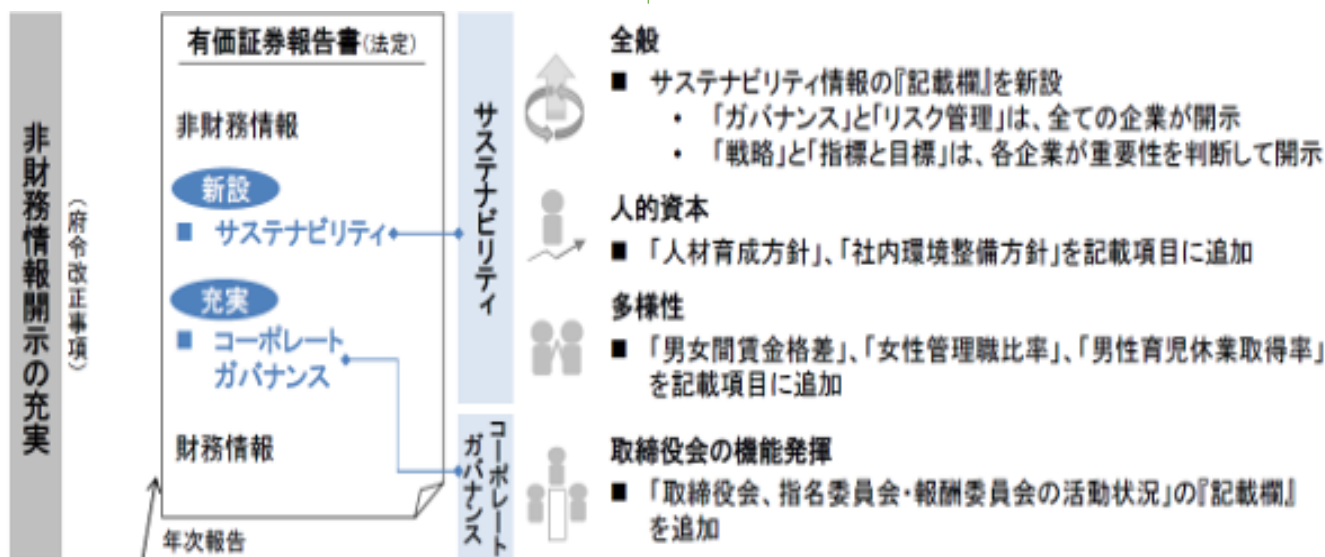 非財務情報開示の充実
（府令改正事項）
有価証券報告書(法定)
非財務情報
新設
■ サステナビリティ
充実
■ コーポレート
ガバナンス
財務情報
年次報告
サステナビリティ
全般
■ サステナビリティ情報の『記載欄』を新設
• 「ガバナンス」と「リスク管理」は、全ての企業が開示
• 「戦略」と「指標と目標」は、各企業が重要性を判断して開示
人的資本
■ 「人材育成方針」、「社内環境整備方針」を記載項目に追加
多様性
■ 「男女間賃金格差」、「女性管理職比率」、「男性育児休業取得率」
を記載項目に追加
コーポレート
ガバナンス
取締役会の機能発揮
■ 「取締役会、指名委員会・報酬委員会の活動状況」の『記載欄』
を追加